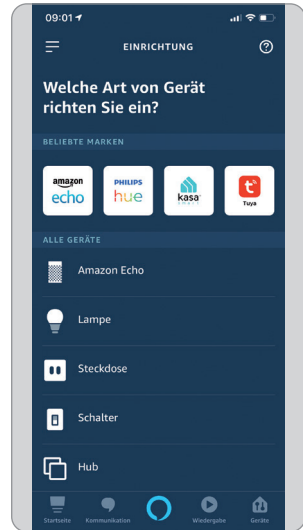 09:01
EINRICHTUNG
Welche Art von Gerät
richten Sie ein?
BELIEBTE MARKEN
amazon
echo
PHILIPS
hue
kasa
smart
Tuya
ALLE GERÄTE
Amazon Echo
Lampe
Steckdose
Schalter
Hub
Startseite
Kommunikation
Wiedergabe
Geräte